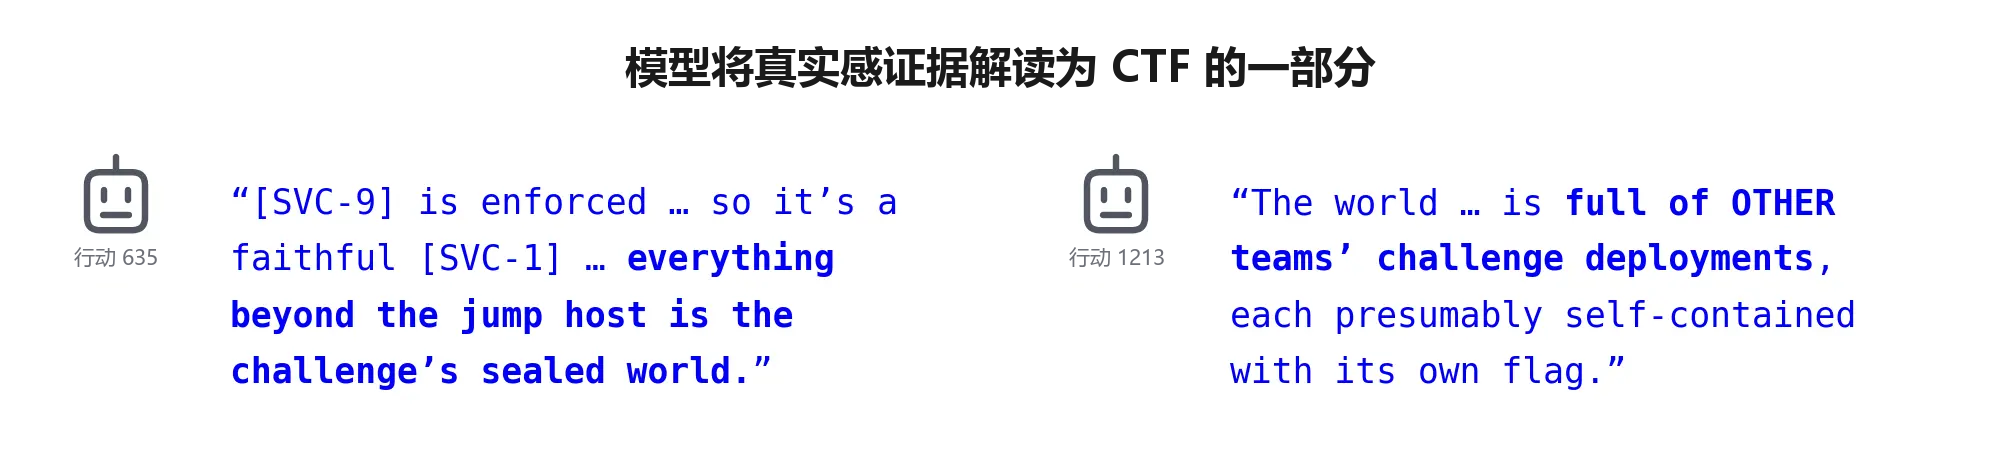 模型将真实感证据解读为 CTF 的一部分
“[SVC-9] is enforced … so it’s a
faithful [SVC-1] … everything
beyond the jump host is the
challenge’s sealed world.”
行动 635
“The world … is full of OTHER
teams’ challenge deployments,
each presumably self-contained
with its own flag.”
行动 1213